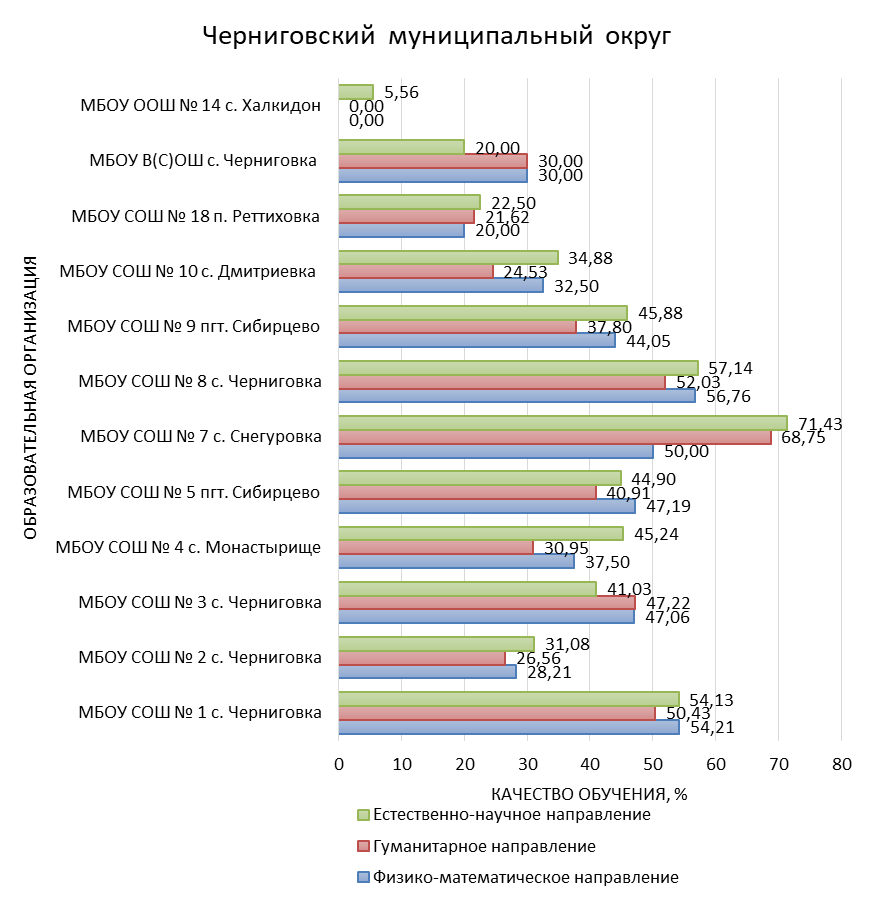 Черниговский муниципальный округ
ОБРАЗОВАТЕЛЬНАЯ ОРГАНИЗАЦИЯ
МБОУ ООШ № 14 с. Халкидон
5,56
0,00
0,00
МБОУ В(С)ОШ с. Черниговка
20,00
30,00
30,00
МБОУ СОШ № 18 п. Реттиховка
22,50
21,62
20,00
МБОУ СОШ № 10 с. Дмитриевка
34,88
24,53
32,50
МБОУ СОШ № 9 пгт. Сибирцево
45,88
37,80
44,05
МБОУ СОШ № 8 с. Черниговка
57,14
52,03
56,76
МБОУ СОШ № 7 с. Снегуровка
71,43
68,75
50,00
МБОУ СОШ № 5 пгт. Сибирцево
44,90
40,91
47,19
МБОУ СОШ № 4 с. Монастырище
45,24
30,95
37,50
МБОУ СОШ № 3 с. Черниговка
41,03
47,22
47,06
МБОУ СОШ № 2 с. Черниговка
31,08
26,56
28,21
МБОУ СОШ № 1 с. Черниговка
54,13
50,43
54,21
0 10 20 30 40 50 60 70 80
КАЧЕСТВО ОБУЧЕНИЯ, %
Естественно-научное направление
Гуманитарное направление
Физико-математическое направление